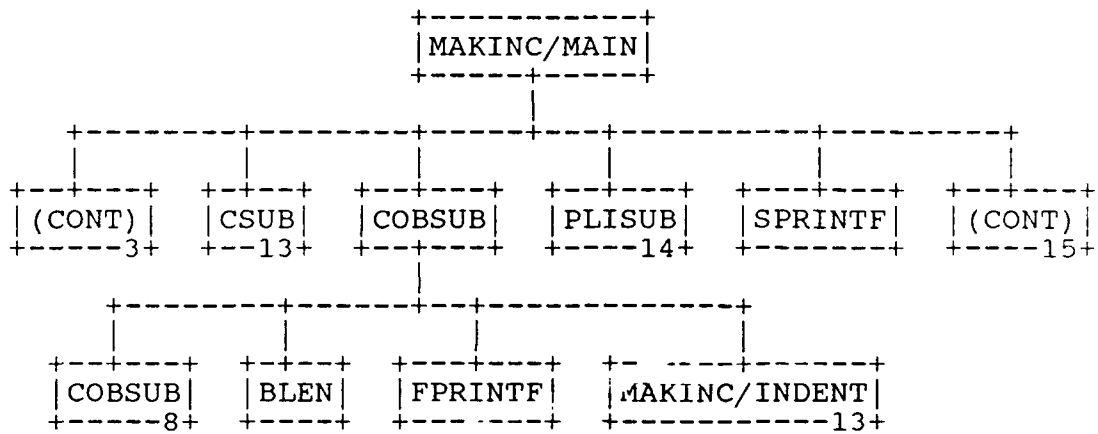 MAKINC/MAIN
(CONT) CSUB COBSUB PLISUB SPRINTF (CONT)
3 13 14 15
COBSUB BLEN FPRINTF MAKINC/INDENT
8 13